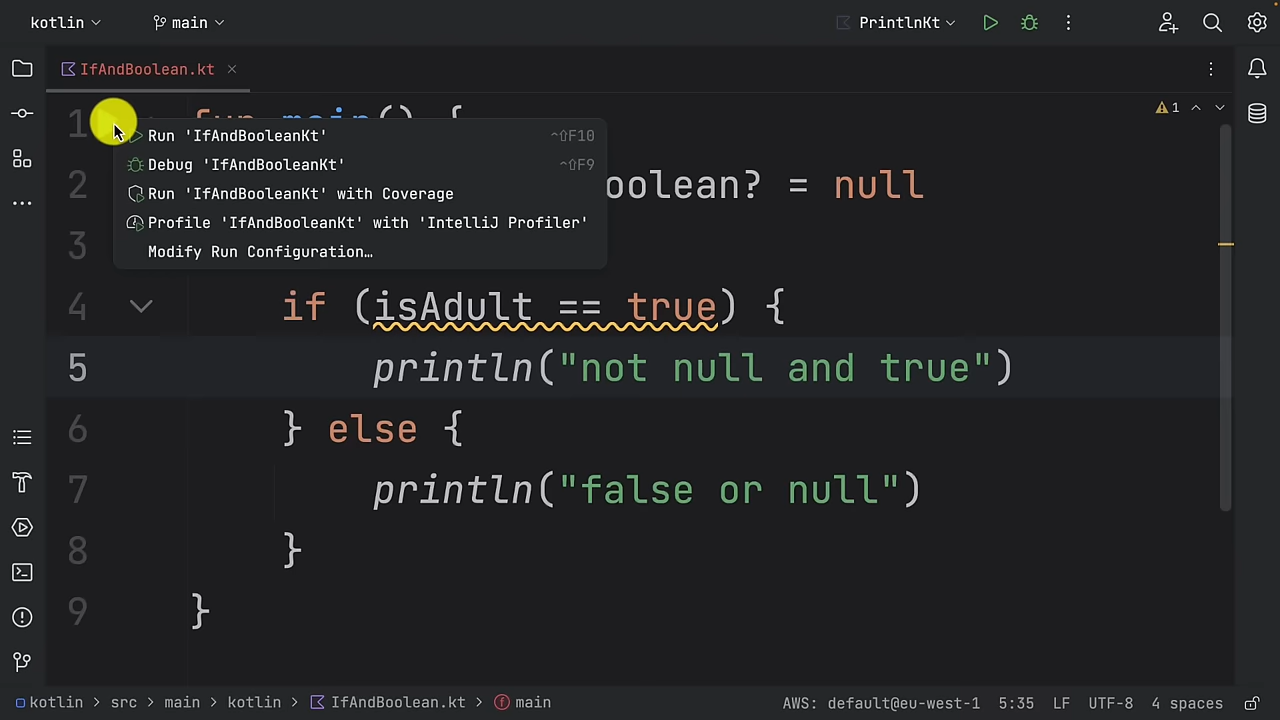 kotlin main PrintlnKt
IfAndBoolean.kt
1 fun main() {
1
Run 'IfAndBooleanKt' ⌃⇧F10
2 oolean? = null
Debug 'IfAndBooleanKt' ⌃⇧F9
Run 'IfAndBooleanKt' with Coverage
Profile 'IfAndBooleanKt' with 'IntelliJ Profiler'
3
Modify Run Configuration…
4 if (isAdult == true) {
5 println("not null and true")
6 } else {
7 println("false or null")
8 }
9 }
kotlin > src > main > kotlin > IfAndBoolean.kt > main AWS: default@eu-west-1 5:35 LF UTF-8 4 spaces